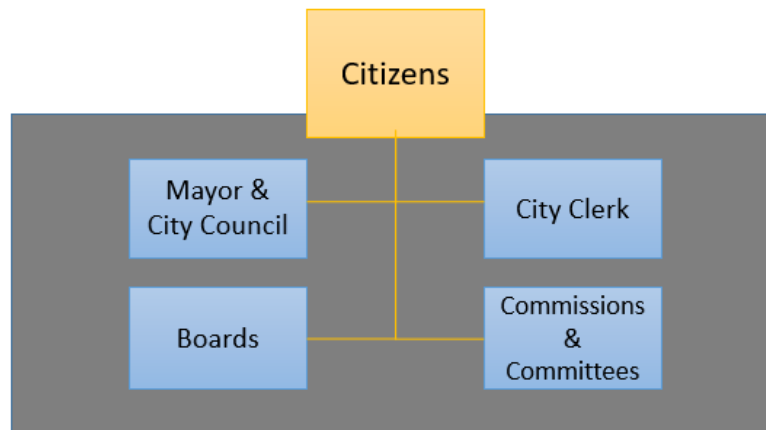 Citizens
Mayor &
City Council
City Clerk
Boards
Commissions
&
Committees